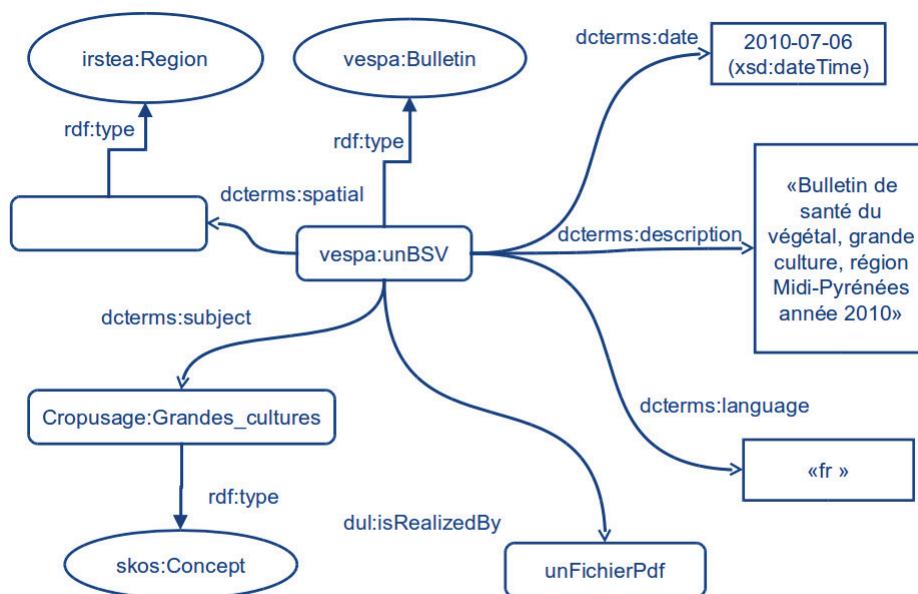 irstea:Region
vespa:Bulletin
dcterms:date
2010-07-06
(xsd:dateTime)
rdf:type
rdf:type
dcterms:spatial
vespa:unBSV
dcterms:description
«Bulletin de
santé du
végétal, grande
culture, région
Midi-Pyrénées
année 2010»
dcterms:subject
Cropusage:Grandes_cultures
dcterms:language
«fr »
rdf:type
dul:isRealizedBy
skos:Concept
unFichierPdf